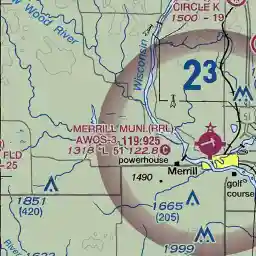 CIRCLE K
1500 - 19
Wood River
Wisconsin
23
MERRILL MUNI (RRL)
AWOS-3 119.925
1318 *L 51 122.8 C
FLD
-25
powerhouse
Merrill
1490
golf
course
1851
(420)
1665
(205)
1999